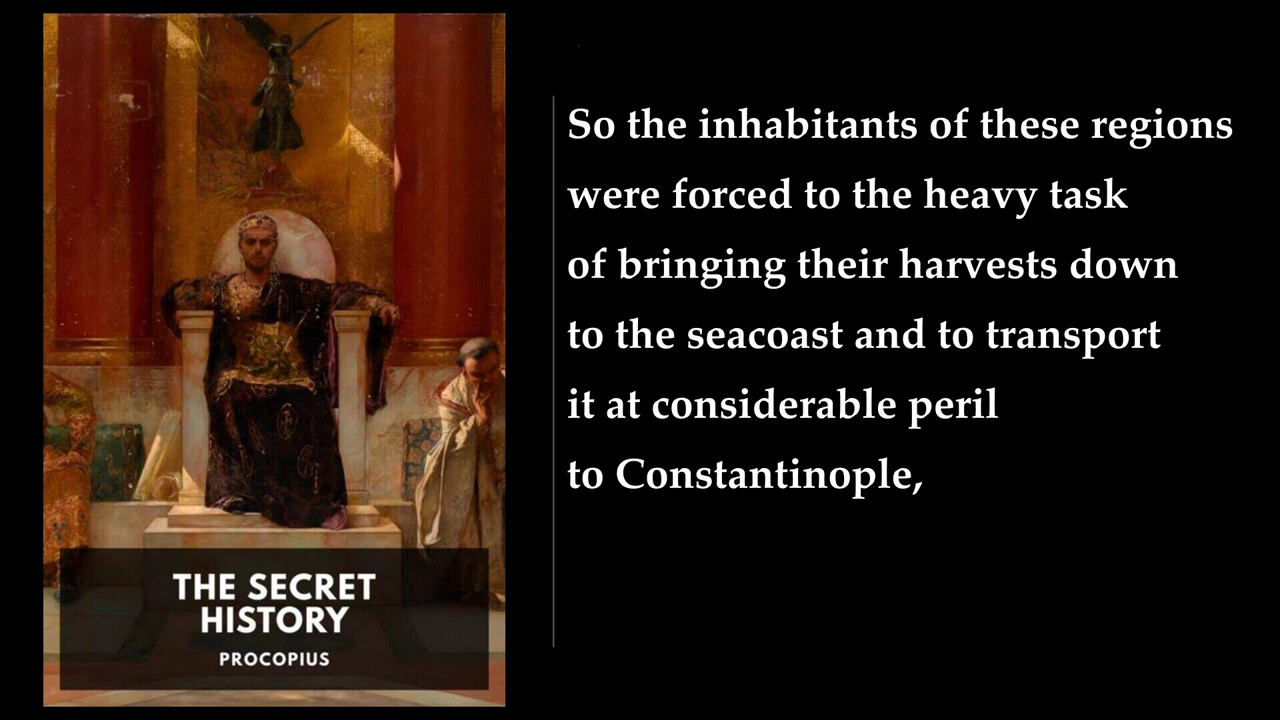 THE SECRET
HISTORY
PROCOPIUS
So the inhabitants of these regions
were forced to the heavy task
of bringing their harvests down
to the seacoast and to transport
it at considerable peril
to Constantinople,